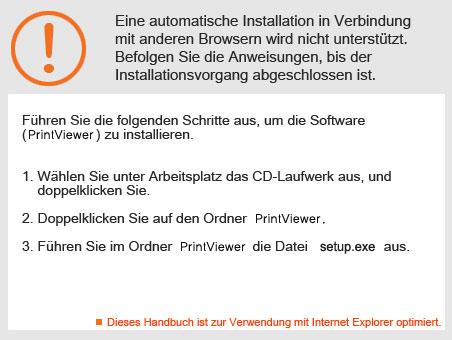 Eine automatische Installation in Verbindung
mit anderen Browsern wird nicht unterstützt.
Befolgen Sie die Anweisungen, bis der
Installationsvorgang abgeschlossen ist.
Führen Sie die folgenden Schritte aus, um die Software
(PrintViewer) zu installieren.
1. Wählen Sie unter Arbeitsplatz das CD-Laufwerk aus, und
doppelklicken Sie.
2. Doppelklicken Sie auf den Ordner PrintViewer.
3. Führen Sie im Ordner PrintViewer die Datei setup.exe aus.
Dieses Handbuch ist zur Verwendung mit Internet Explorer optimiert.